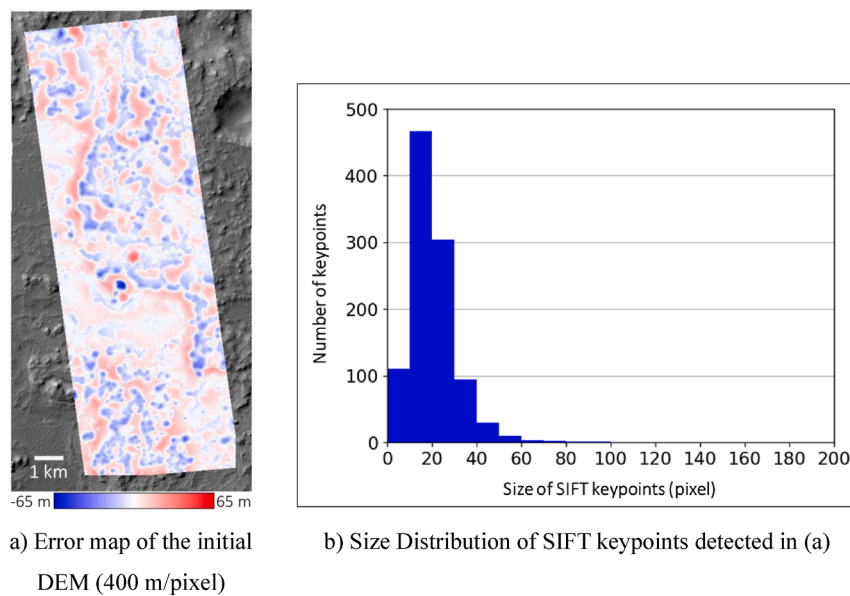 1 km
-65 m 65 m
a) Error map of the initial
DEM (400 m/pixel)
500
400
300
200
100
0
Number of keypoints
0 20 40 60 80 100 120 140 160 180 200
Size of SIFT keypoints (pixel)
b) Size Distribution of SIFT keypoints detected in (a)